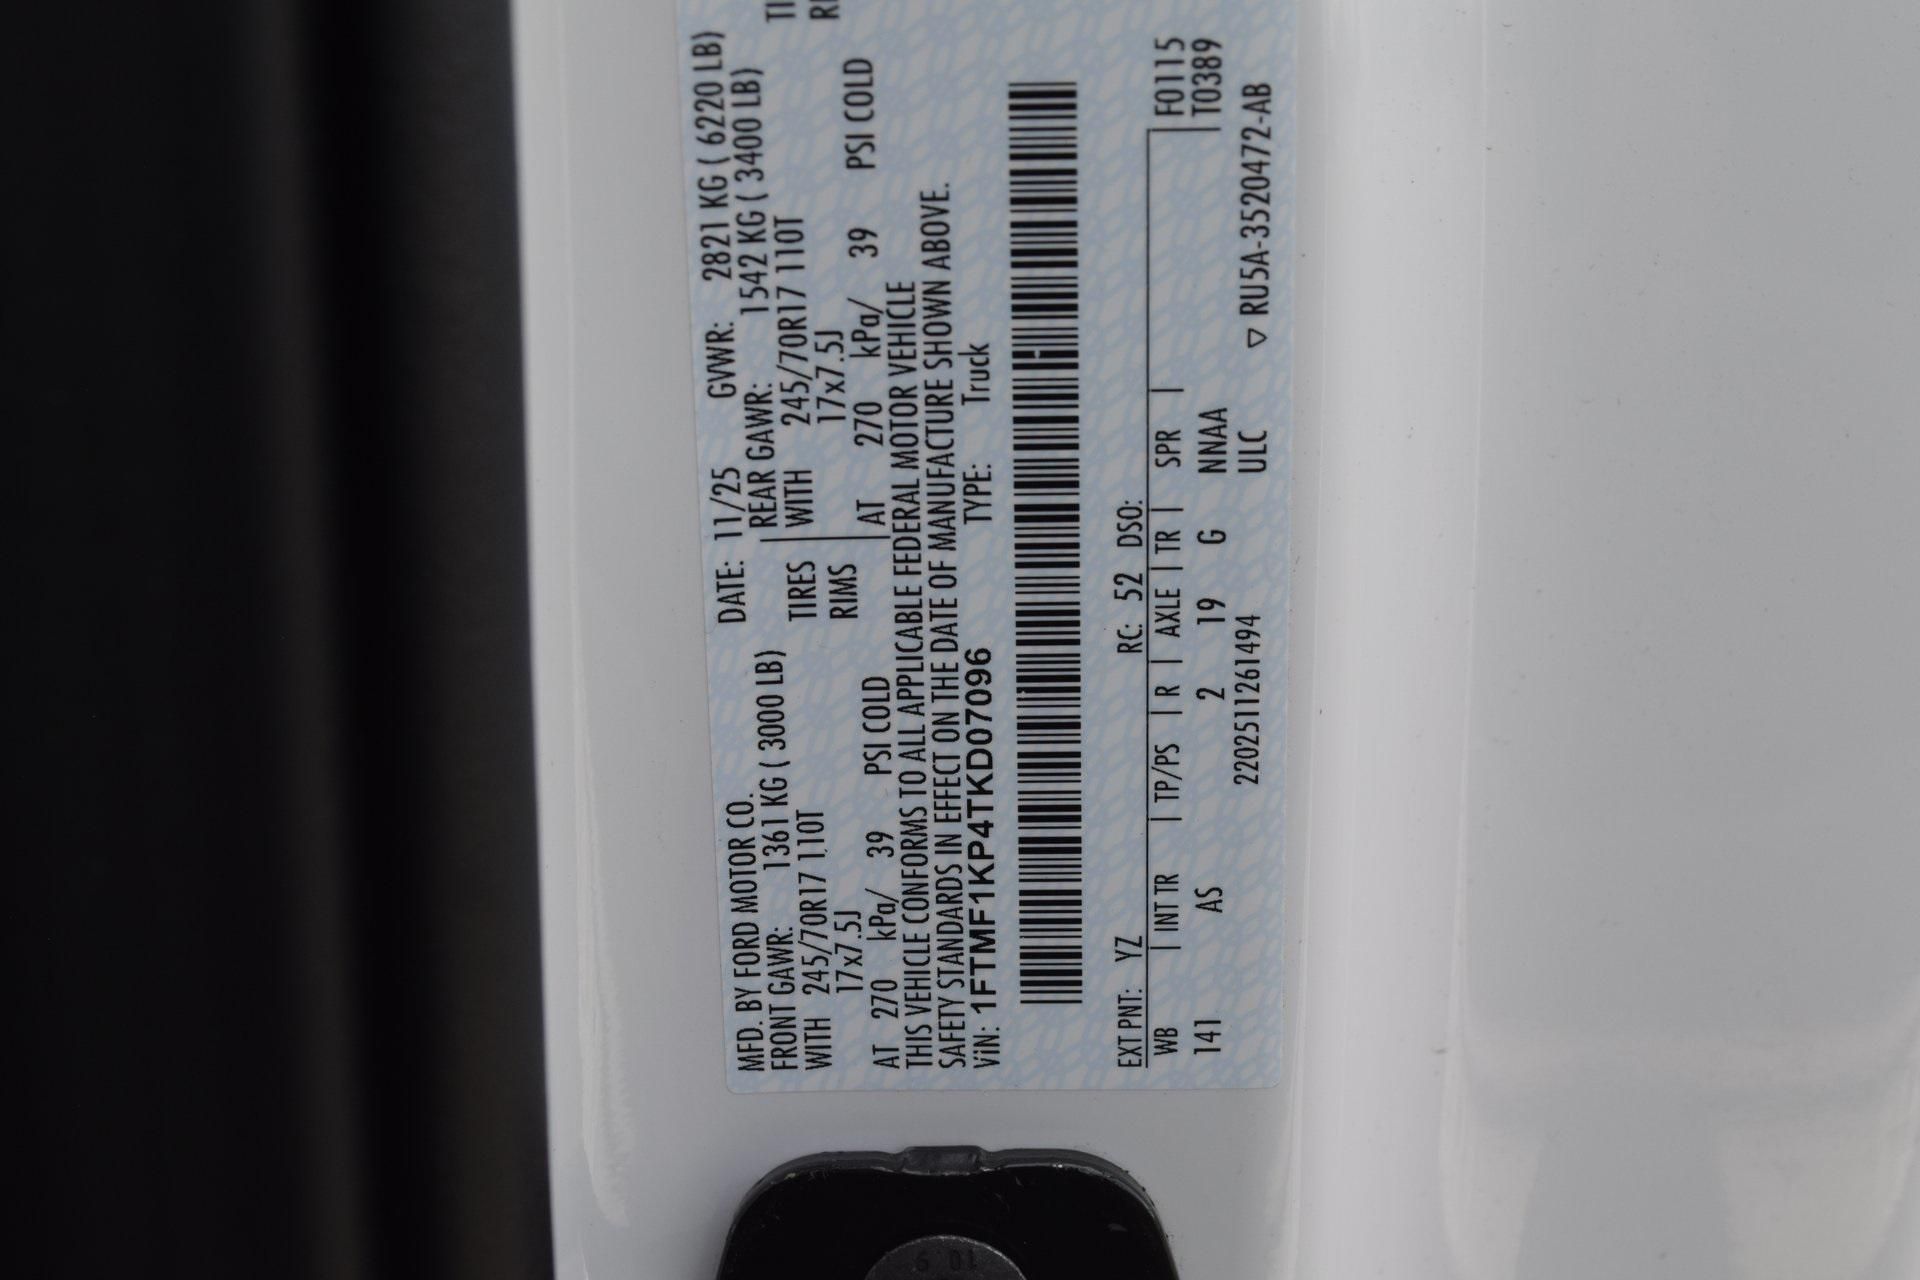 MFD. BY FORD MOTOR CO.
DATE: 11/25 GVWR: 2821 KG ( 6220 LB)
FRONT GAWR: 1361 KG ( 3000 LB)
REAR GAWR: 1542 KG ( 3400 LB)
WITH 245/70R17 110T TIRES WITH 245/70R17 110T
17x7.5J RIMS 17x7.5J
AT 270 kPa/ 39 PSI COLD AT 270 kPa/ 39 PSI COLD
THIS VEHICLE CONFORMS TO ALL APPLICABLE FEDERAL MOTOR VEHICLE
SAFETY STANDARDS IN EFFECT ON THE DATE OF MANUFACTURE SHOWN ABOVE.
VIN: 1FTMF1KP4TKD07096 TYPE: Truck
EXT PNT: YZ RC: 52 DSO:
F0115
WB | INT TR | TP/PS | R | AXLE | TR | SPR |
T0389
141 AS 2 19 G NNAA
220251126149​4 ULC ▽ RU5A-3520472-AB
10 9